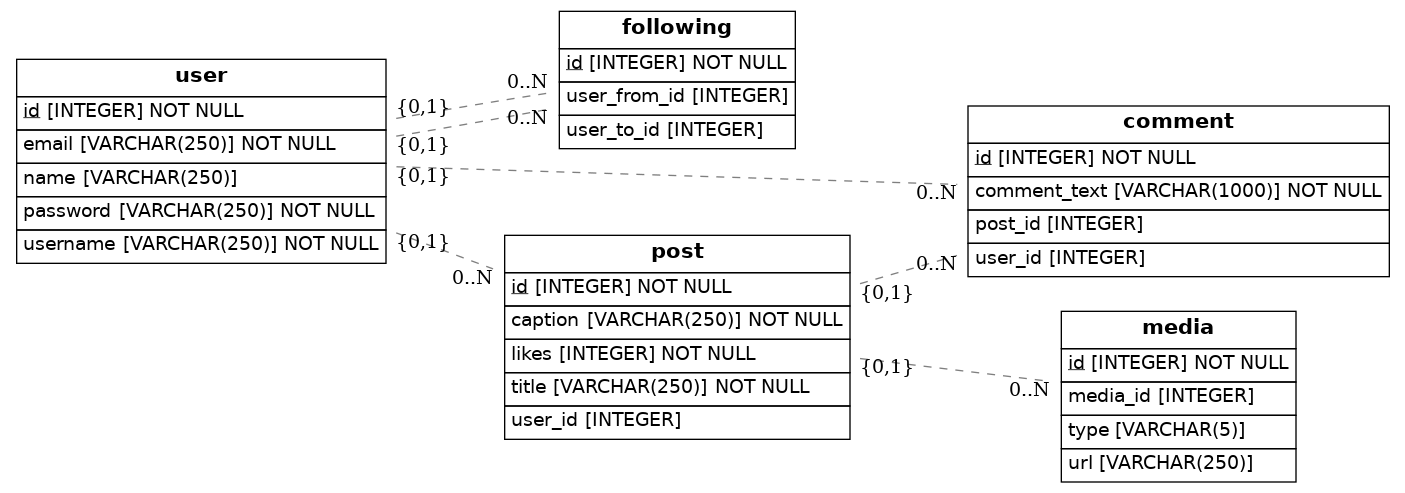 user
id [INTEGER] NOT NULL
email [VARCHAR(250)] NOT NULL
name [VARCHAR(250)]
password [VARCHAR(250)] NOT NULL
username [VARCHAR(250)] NOT NULL
{0,1}
{0,1}
{0,1}
{0,1}
0..N
0..N
following
id [INTEGER] NOT NULL
user_from_id [INTEGER]
user_to_id [INTEGER]
0..N
post
id [INTEGER] NOT NULL
caption [VARCHAR(250)] NOT NULL
likes [INTEGER] NOT NULL
title [VARCHAR(250)] NOT NULL
user_id [INTEGER]
{0,1}
{0,1}
0..N
0..N
comment
id [INTEGER] NOT NULL
comment_text [VARCHAR(1000)] NOT NULL
post_id [INTEGER]
user_id [INTEGER]
0..N
media
id [INTEGER] NOT NULL
media_id [INTEGER]
type [VARCHAR(5)]
url [VARCHAR(250)]